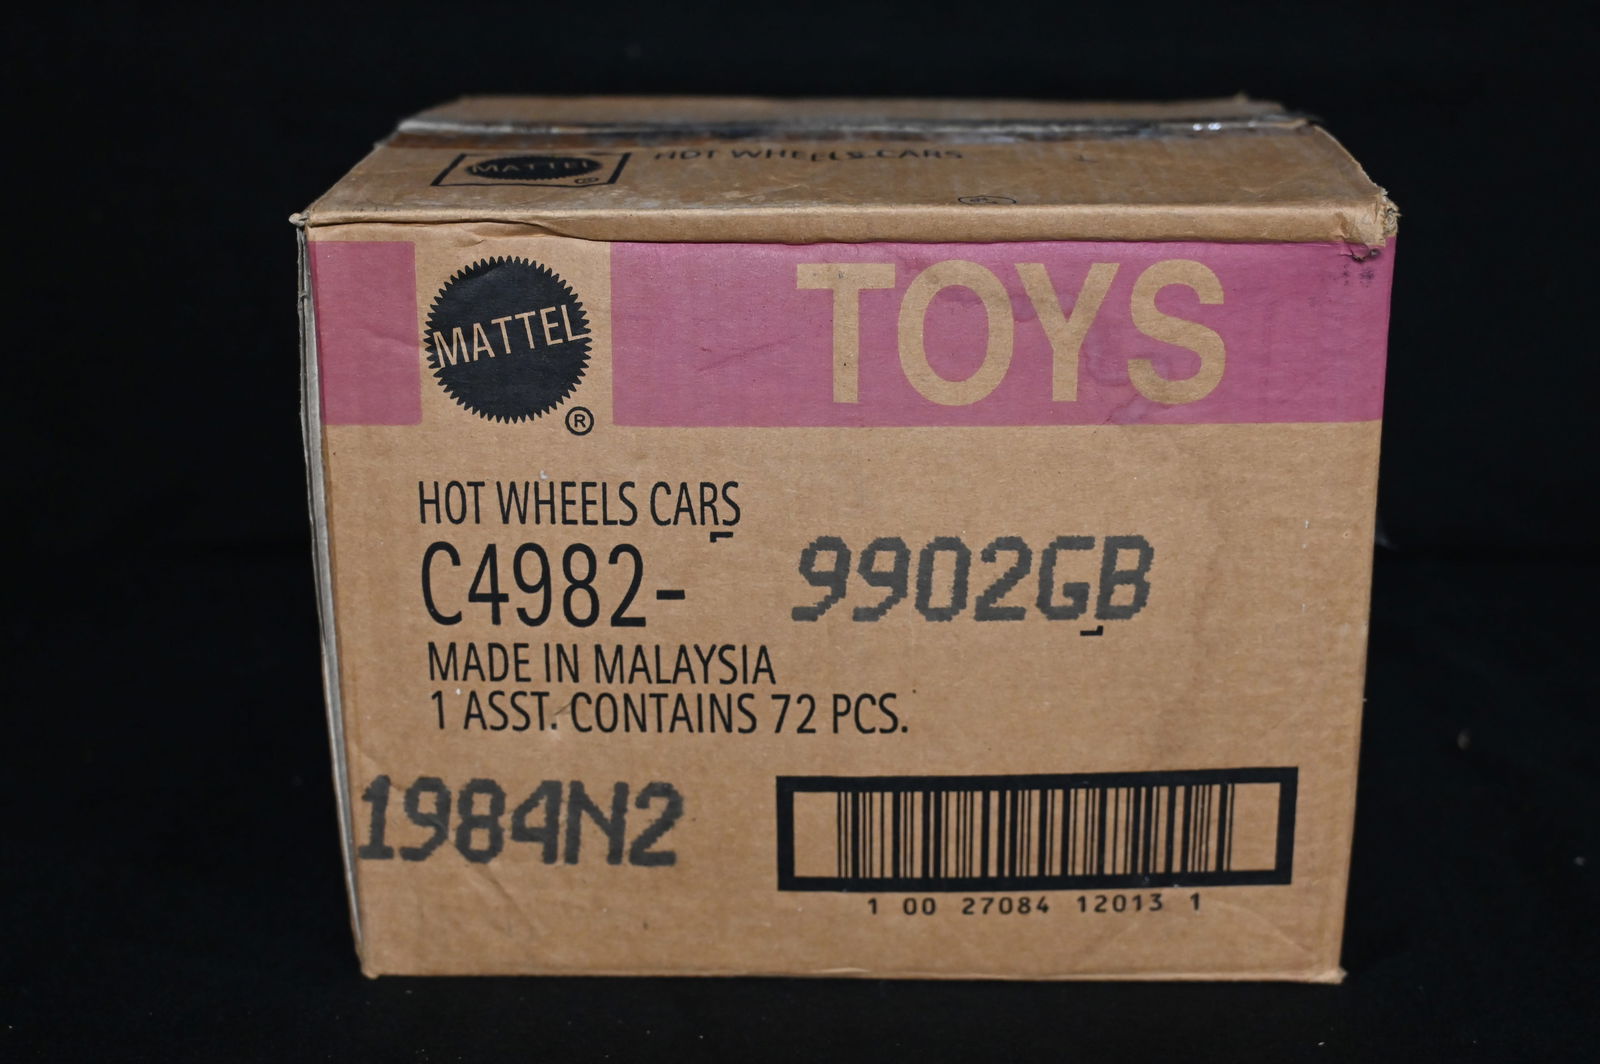 MATTEL ®
HOT WHEELS CARS
MATTEL ®
TOYS
HOT WHEELS CARS
C4982- 9902GB
MADE IN MALAYSIA
1 ASST. CONTAINS 72 PCS.
1984N2
1 00 27084 12013 1